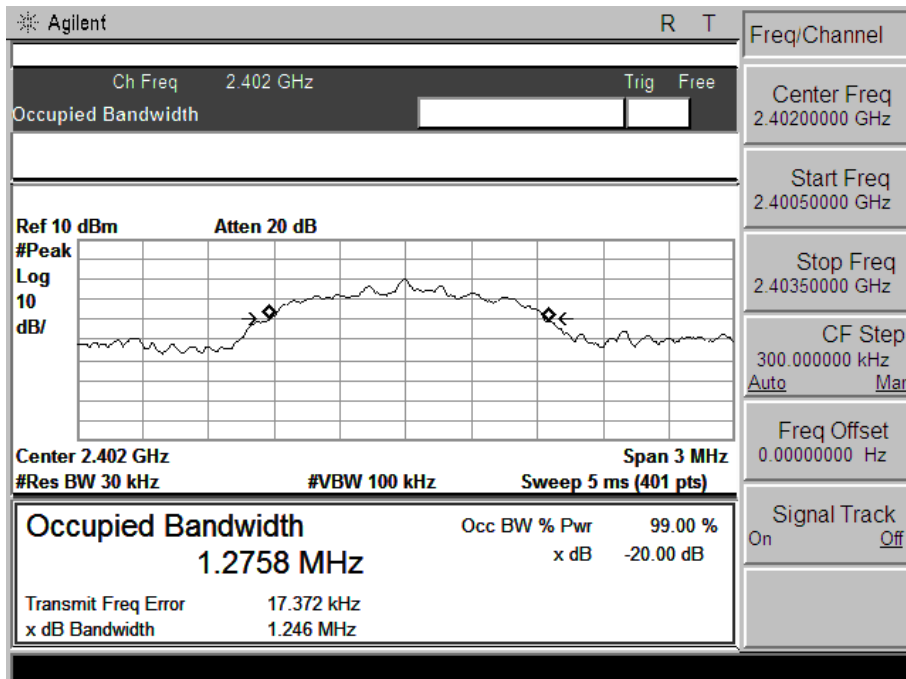 Agilent R T
Ch Freq 2.402 GHz Trig Free
Occupied Bandwidth
Ref 10 dBm Atten 20 dB
#Peak
Log
10
dB/
Center 2.402 GHz Span 3 MHz
#Res BW 30 kHz #VBW 100 kHz Sweep 5 ms (401 pts)
Occupied Bandwidth
1.2758 MHz
Occ BW % Pwr 99.00 %
x dB -20.00 dB
Transmit Freq Error 17.372 kHz
x dB Bandwidth 1.246 MHz
Freq/Channel
Center Freq
2.40200000 GHz
Start Freq
2.40050000 GHz
Stop Freq
2.40350000 GHz
CF Step
300.000000 kHz
Auto Mar
Freq Offset
0.00000000 Hz
Signal Track
On Off